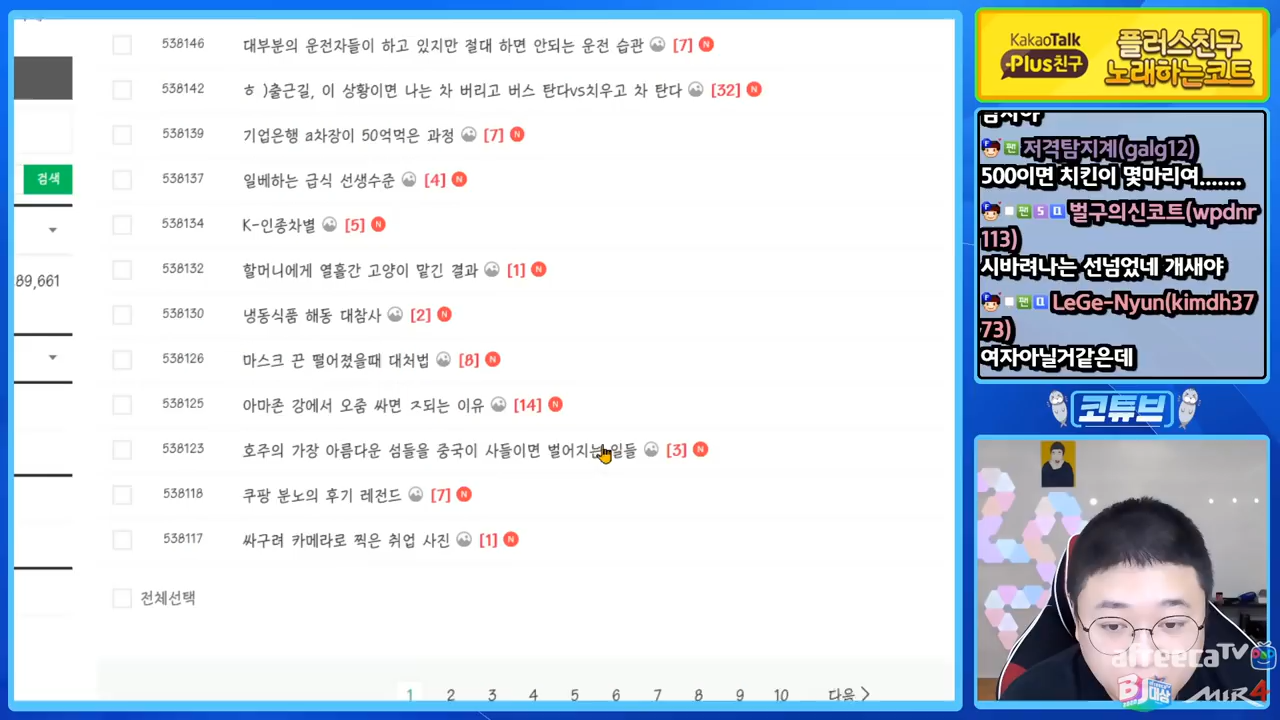 538146 대부분의 운전자들이 하고 있지만 절대 하면 안되는 운전 습관 [7] N
538142 ㅎ )출근길, 이 상황이면 나는 차 버리고 버스 탄다vs치우고 차 탄다 [32] N
538139 기업은행 a차장이 50억먹은 과정 [7] N
538137 일베하는 급식 선생수준 [4] N
검색
538134 K-인종차별 [5] N
538132 할머니에게 열흘간 고양이 맡긴 결과 [1] N
89,661
538130 냉동식품 해동 대참사 [2] N
538126 마스크 끈 떨어졌을때 대처법 [8] N
538125 아마존 강에서 오줌 싸면 ㅈ되는 이유 [14] N
538123 호주의 가장 아름다운 섬들을 중국이 사들이면 벌어지는 일들 [3] N
538118 쿠팡 분노의 후기 레전드 [7] N
538117 싸구려 카메라로 찍은 취업 사진 [1] N
전체선택
1 2 3 4 5 6 7 8 9 10 다음
KakaoTalk
Plus친구
플러스친구
노래하는코트
팬 저격탐지계(galg12)
500이면 치킨이 몇마리여.......
팬 S 벌구의신코트(wpdnr
113)
시바려나는 선넘었네 개새야
팬 LeGe-Nyun(kimdh37
73)
여자아닐거같은데
코튜브
afreecaTV
BJ대상 MIR4